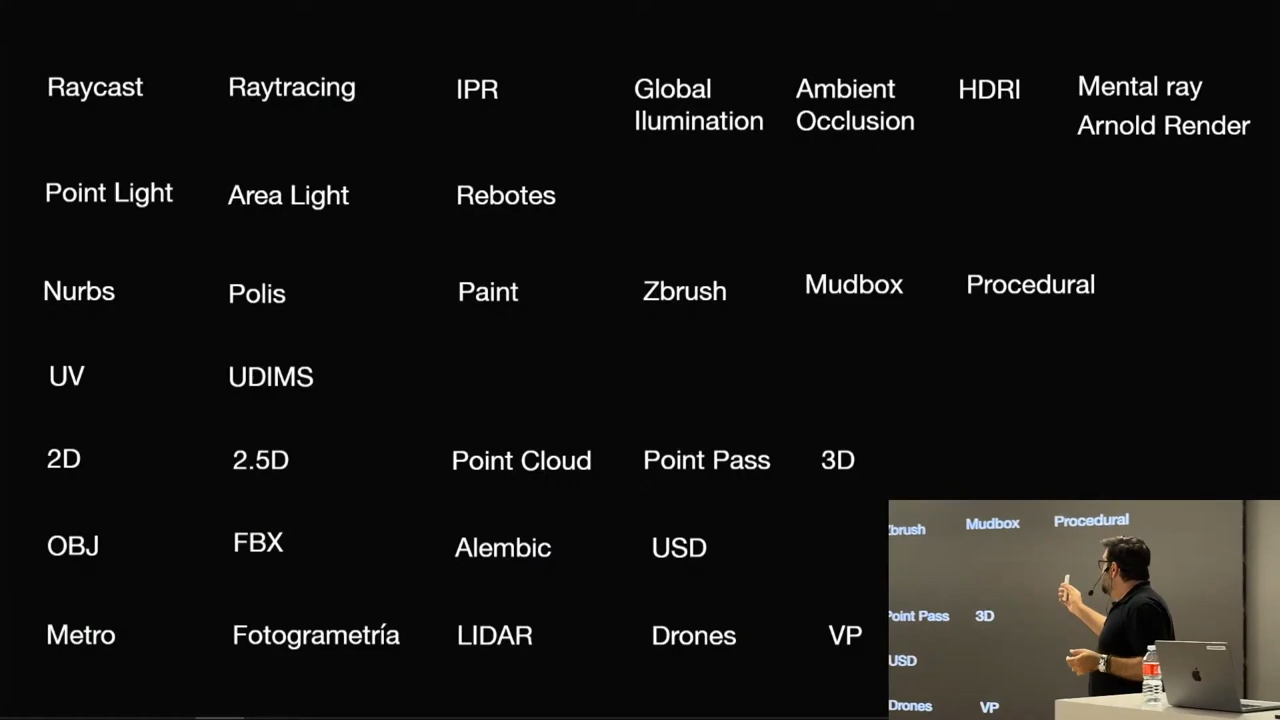 Raycast
Raytracing
IPR
Global
Ilumination
Ambient
Occlusion
HDRI
Mental ray
Arnold Render
Point Light
Area Light
Rebotes
Nurbs
Polis
Paint
Zbrush
Mudbox
Procedural
UV
UDIMS
2D
2.5D
Point Cloud
Point Pass
3D
OBJ
FBX
Alembic
USD
Metro
Fotogrametría
LIDAR
Drones
VP
brush
Mudbox
Procedural
Point Pass
3D
USD
Drones
VP